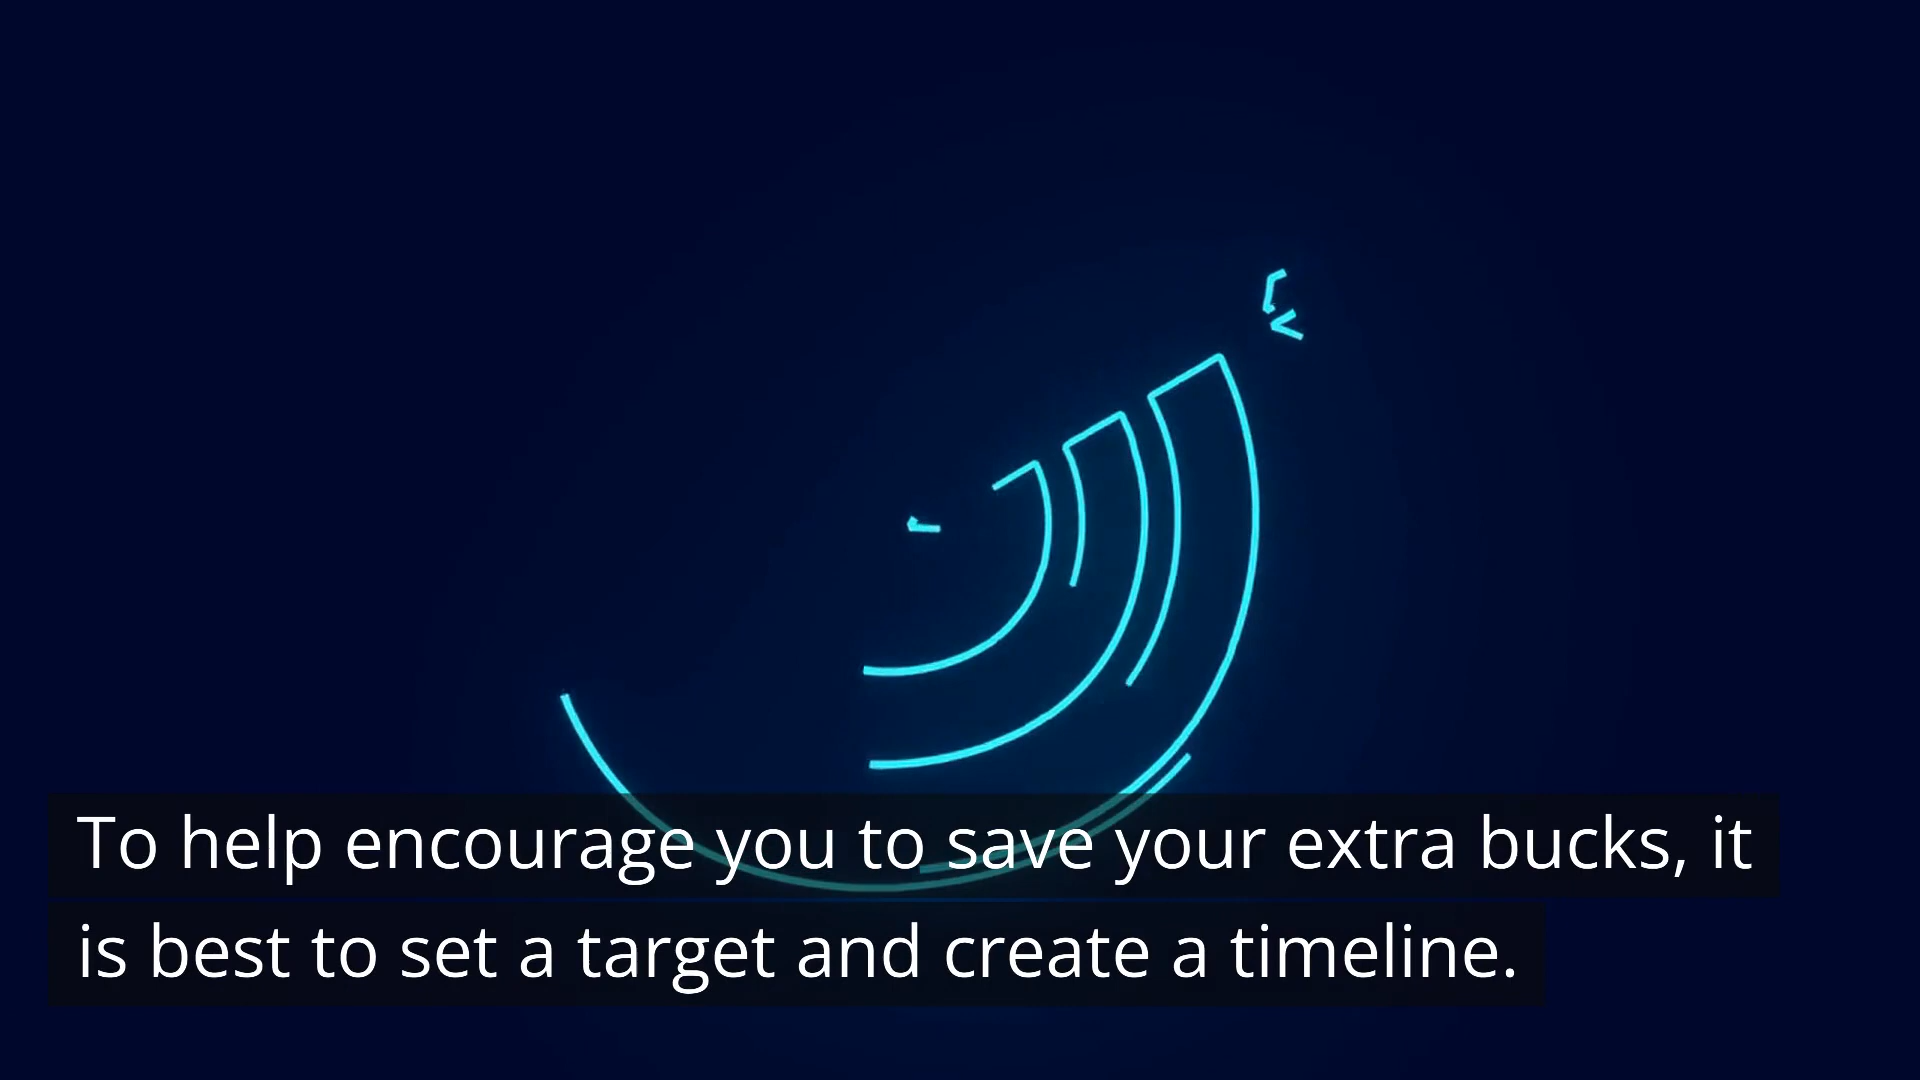 To help encourage you to save your extra bucks, it
is best to set a target and create a timeline.